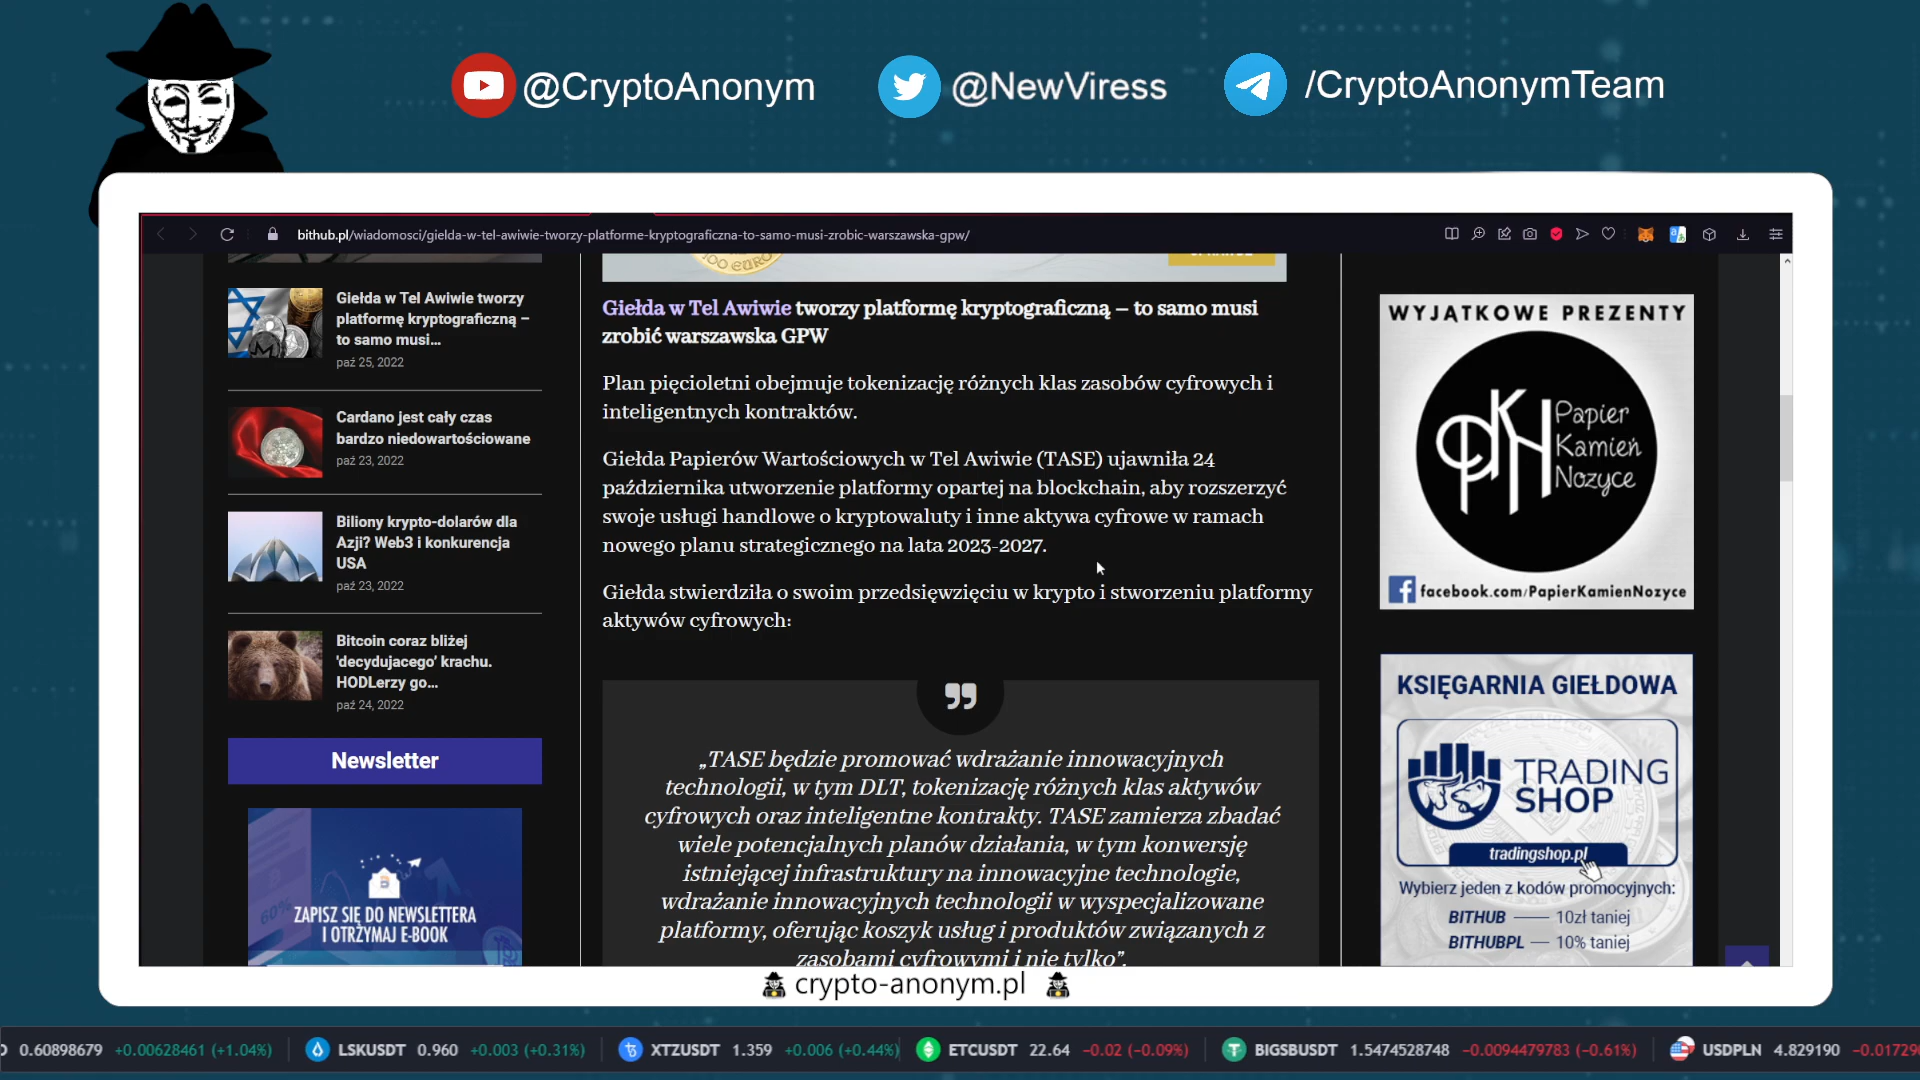 @CryptoAnonym
@NewViress
/CryptoAnonymTeam
bithub.pl/wiadomosci/gielda-w-tel-awiwie-tworzy-platforme-kryptograficzna-to-samo-musi-zrobic-warszawska-gpw/
Giełda w Tel Awiwie tworzy
platformę kryptograficzną –
to samo musi...
paź 25, 2022
Cardano jest cały czas
bardzo niedowartościowane
paź 23, 2022
Biliony krypto-dolarów dla
Azji? Web3 i konkurencja
USA
paź 23, 2022
Bitcoin coraz bliżej
'decydujacego' krachu.
HODLerzy go...
paź 24, 2022
Newsletter
60%
ZAPISZ SIĘ DO NEWSLETTERA
I OTRZYMAJ E-BOOK
100 EURO
Giełda w Tel Awiwie tworzy platformę kryptograficzną – to samo musi
zrobić warszawska GPW
Plan pięcioletni obejmuje tokenizację różnych klas zasobów cyfrowych i
inteligentnych kontraktów.
Giełda Papierów Wartościowych w Tel Awiwie (TASE) ujawniła 24
października utworzenie platformy opartej na blockchain, aby rozszerzyć
swoje usługi handlowe o kryptowaluty i inne aktywa cyfrowe w ramach
nowego planu strategicznego na lata 2023-2027.
Giełda stwierdziła o swoim przedsięwzięciu w krypto i stworzeniu platformy
aktywów cyfrowych:
„TASE będzie promować wdrażanie innowacyjnych
technologii, w tym DLT, tokenizację różnych klas aktywów
cyfrowych oraz inteligentne kontrakty. TASE zamierza zbadać
wiele potencjalnych planów działania, w tym konwersję
istniejącej infrastruktury na innowacyjne technologie,
wdrażanie innowacyjnych technologii w wyspecjalizowane
platformy, oferując koszyk usług i produktów związanych z
zasobami cyfrowymi i nie tylko”.
WYJĄTKOWE PREZENTY
PKN
Papier
Kamień
Nożyce
facebook.com/PapierKamienNozyce
KSIĘGARNIA GIEŁDOWA
TRADING
SHOP
tradingshop.pl
Wybierz jeden z kodów promocyjnych:
BITHUB — 10zł taniej
BITHUBPL — 10% taniej
crypto-anonym.pl
0.60898679 +0.00628461 (+1.04%)
LSKUSDT 0.960 +0.003 (+0.31%)
XTZUSDT 1.359 +0.006 (+0.44%)
ETCUSDT 22.64 −0.02 (−0.09%)
BIGSBUSDT 1.5474528748 −0.0094479783 (−0.61%)
USDPLN 4.829190 −0.01729